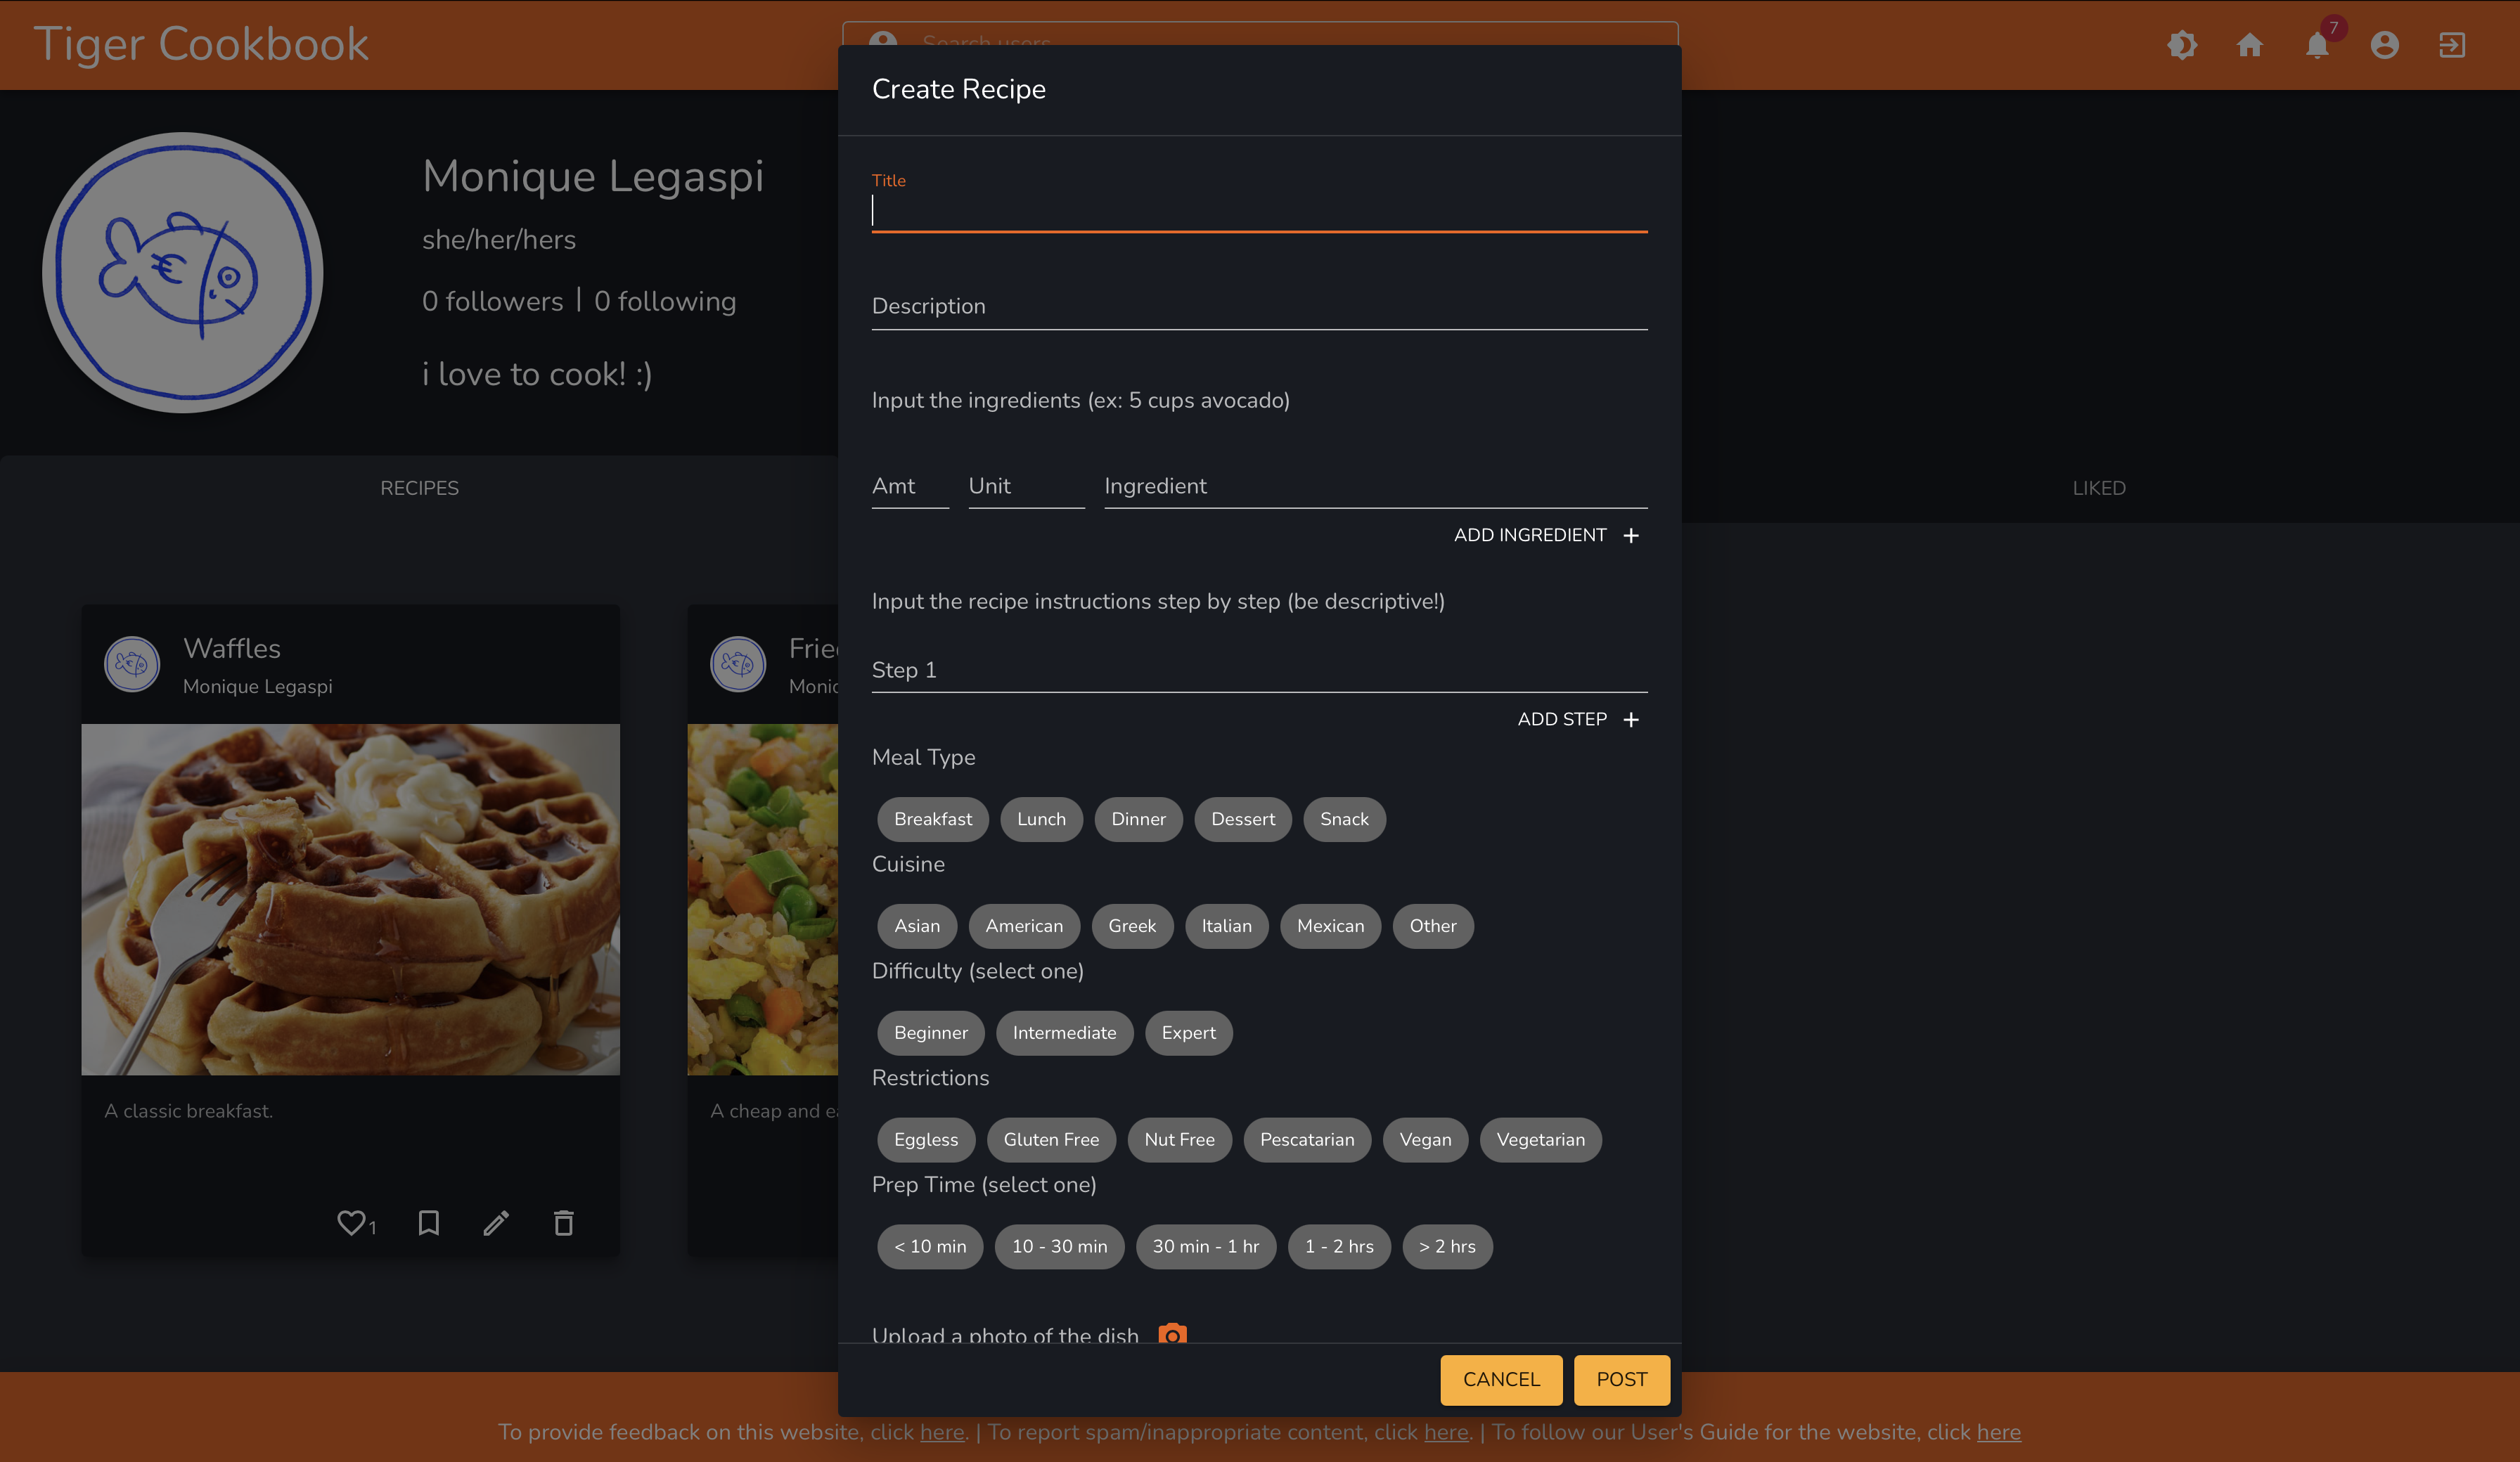 Tiger Cookbook
Search users
7
Monique Legaspi
she/her/hers
0 followers | 0 following
i love to cook! :)
RECIPES
LIKED
Waffles
Monique Legaspi
A classic breakfast.
1
Create Recipe
Title
Description
Input the ingredients (ex: 5 cups avocado)
Amt Unit Ingredient
ADD INGREDIENT +
Input the recipe instructions step by step (be descriptive!)
Step 1
ADD STEP +
Meal Type
Breakfast Lunch Dinner Dessert Snack
Cuisine
Asian American Greek Italian Mexican Other
Difficulty (select one)
Beginner Intermediate Expert
Restrictions
Eggless Gluten Free Nut Free Pescatarian Vegan Vegetarian
Prep Time (select one)
< 10 min 10 - 30 min 30 min - 1 hr 1 - 2 hrs > 2 hrs
Upload a photo of the dish
CANCEL POST
A cheap and
To provide feedback on this website, click here. | To report spam/inappropriate content, click here. | To follow our User's Guide for the website, click here